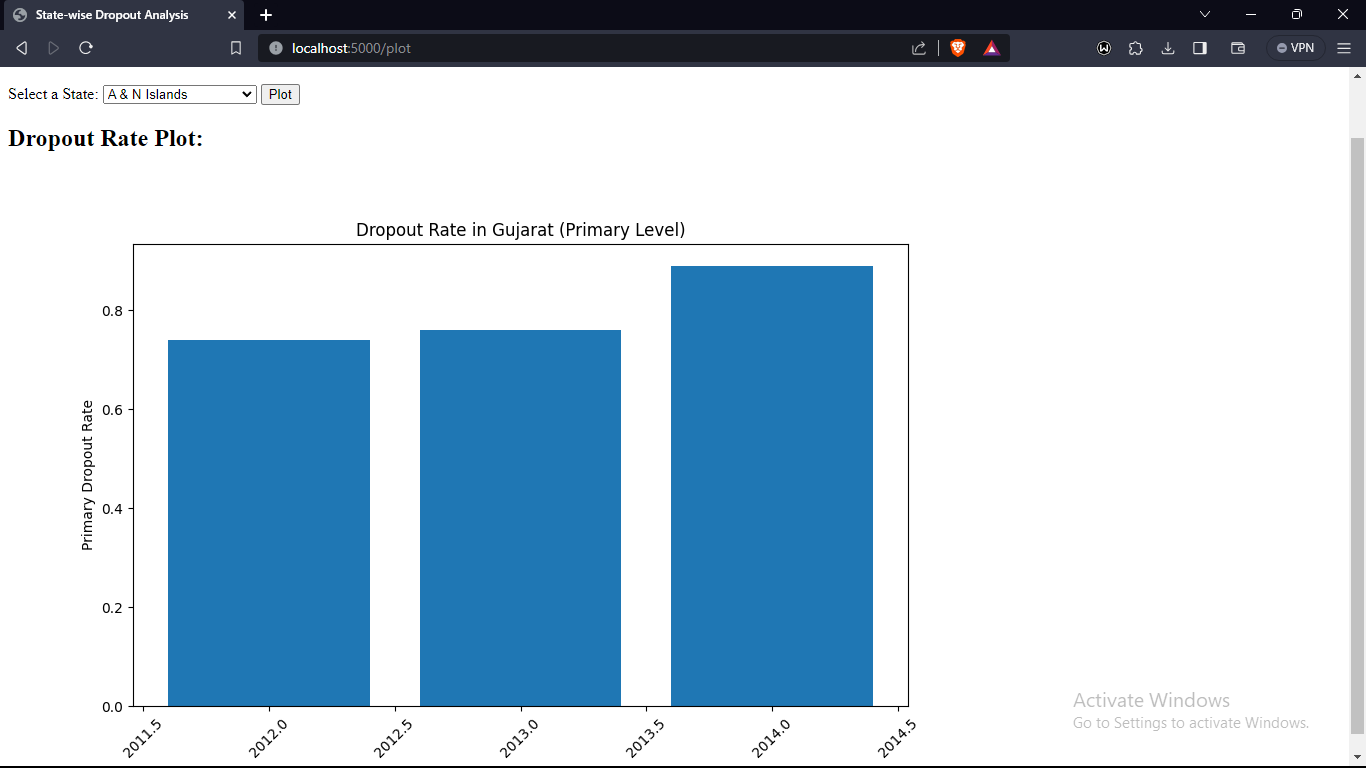 State-wise Dropout Analysis
localhost:5000/plot
VPN
Select a State: A & N Islands Plot
Dropout Rate Plot:
Dropout Rate in Gujarat (Primary Level)
Primary Dropout Rate
0.8
0.6
0.4
0.2
0.0
2011.5 2012.0 2012.5 2013.0 2013.5 2014.0 2014.5
Activate Windows
Go to Settings to activate Windows.